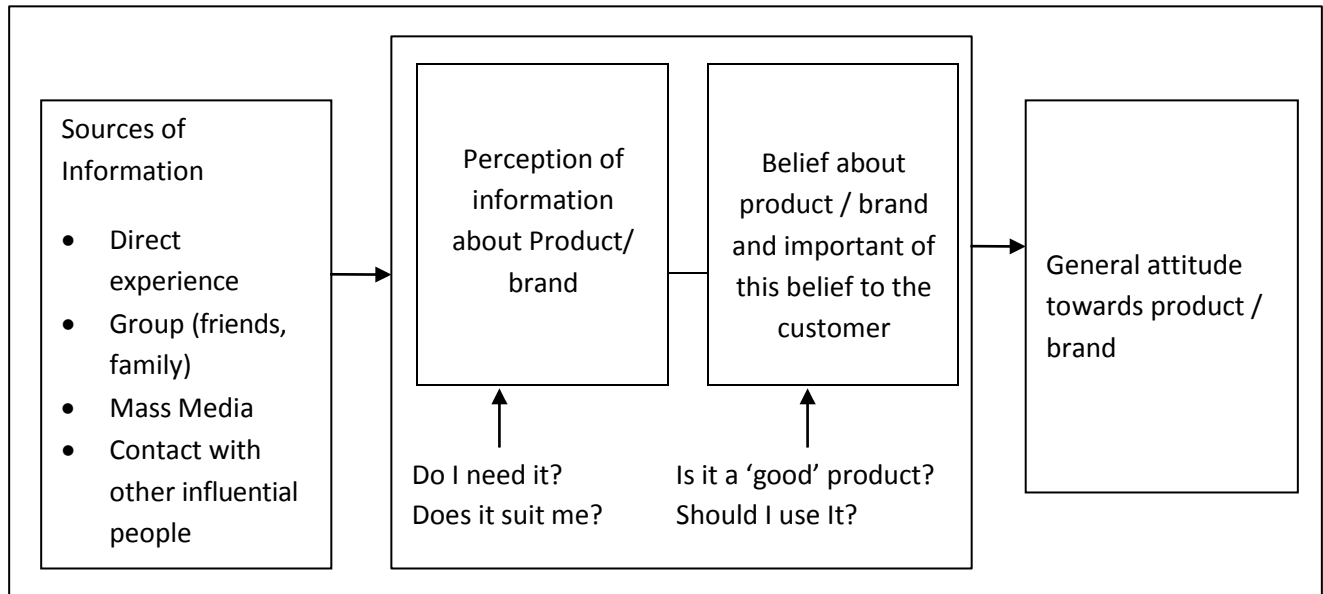 Sources of
Information
• Direct
experience
• Group (friends,
family)
• Mass Media
• Contact with
other influential
people
Perception of
information
about Product/
brand
Do I need it?
Does it suit me?
Belief about
product / brand
and important of
this belief to the
customer
Is it a ‘good’ product?
Should I use It?
General attitude
towards product /
brand